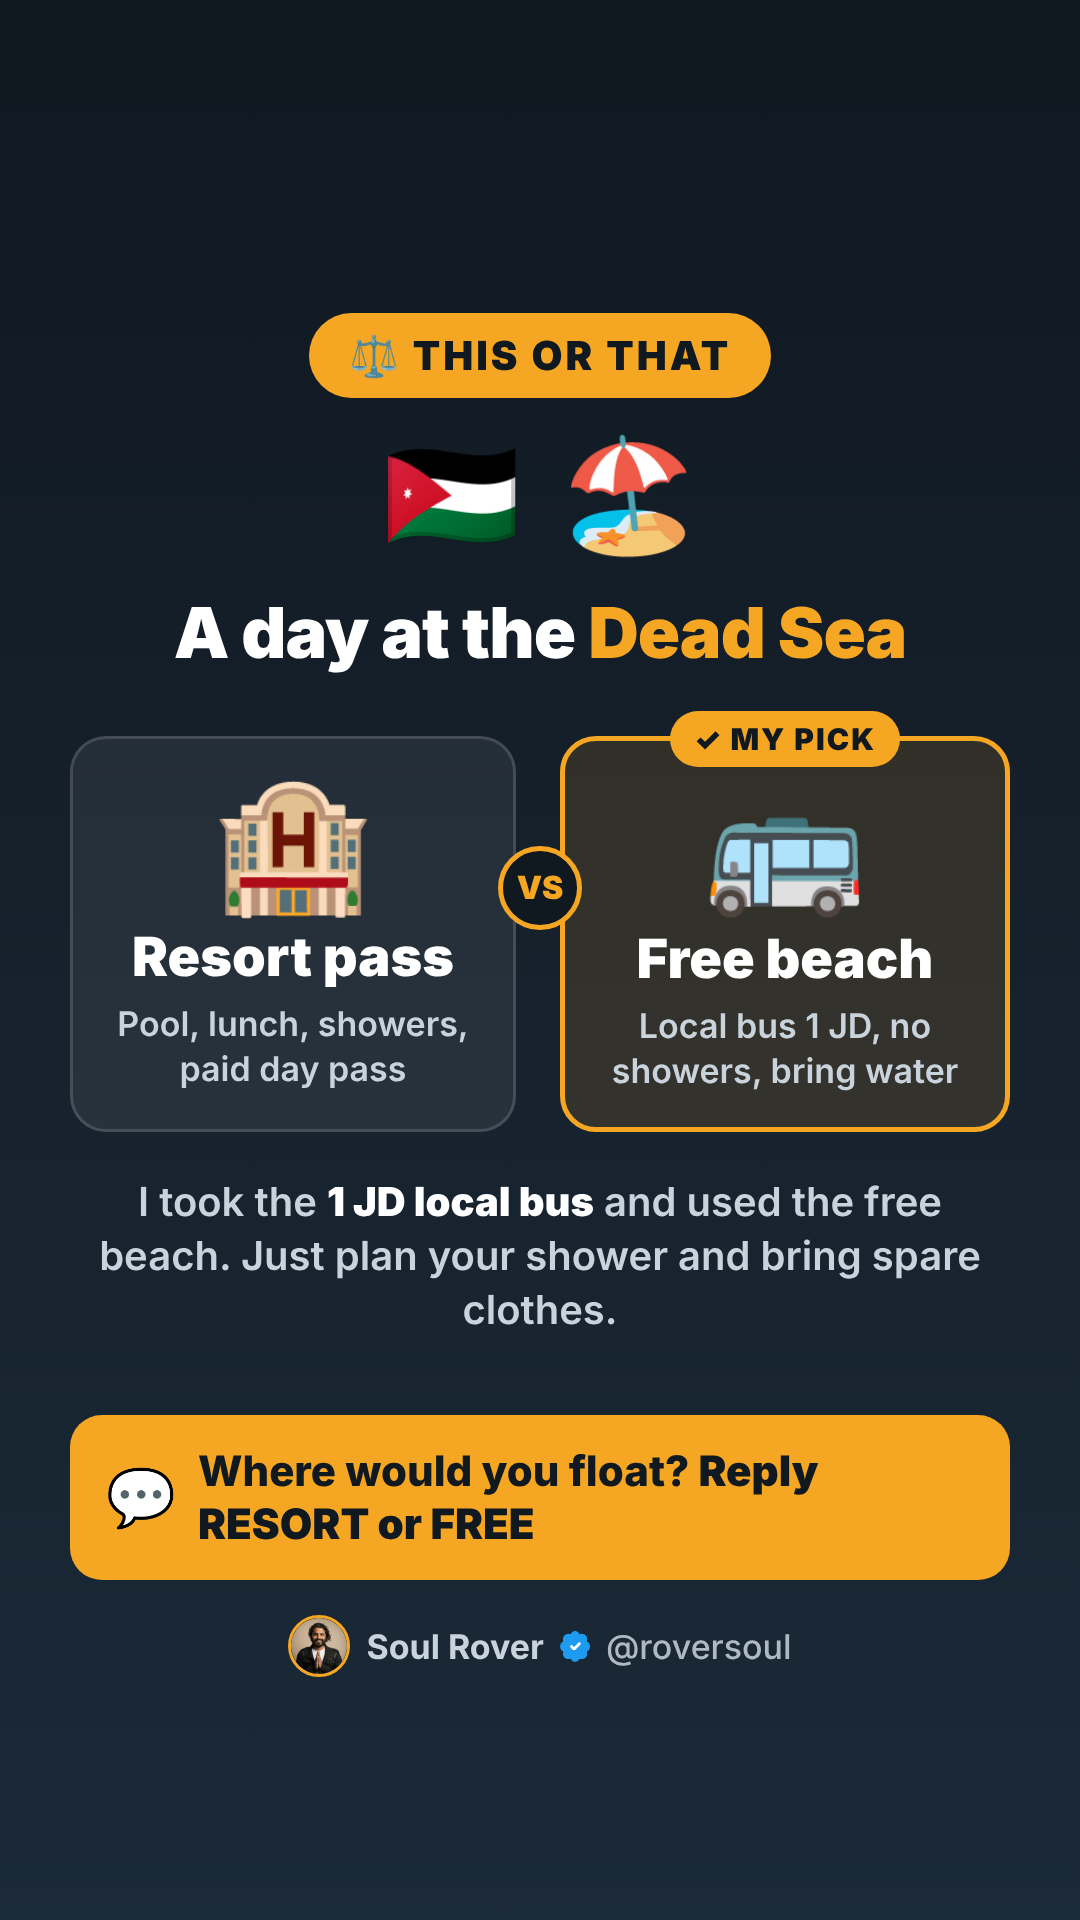 THIS OR THAT
A day at the Dead Sea
MY PICK
H
Resort pass
Pool, lunch, showers,
paid day pass
VS
Free beach
Local bus 1 JD, no
showers, bring water
I took the 1 JD local bus and used the free
beach. Just plan your shower and bring spare
clothes.
Where would you float? Reply
RESORT or FREE
Soul Rover @roversoul